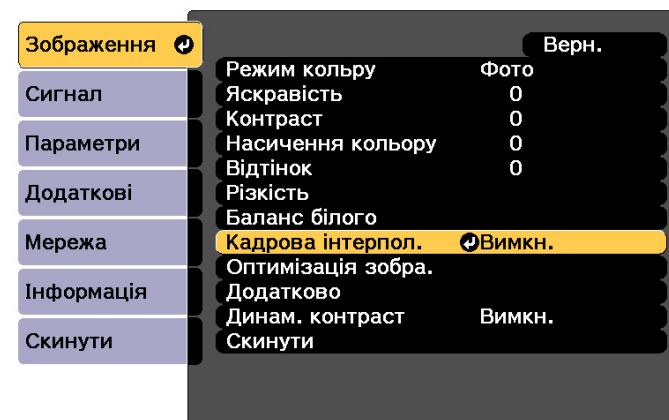 Зображення
Сигнал
Параметри
Додаткові
Мережа
Інформація
Скинути
Верн.
Режим кольру Фото
Яскравість 0
Контраст 0
Насичення кольору 0
Відтінок 0
Різкість
Баланс білого
Кадрова інтерпол. Вимкн.
Оптимізація зобра.
Додатково
Динам. контраст Вимкн.
Скинути